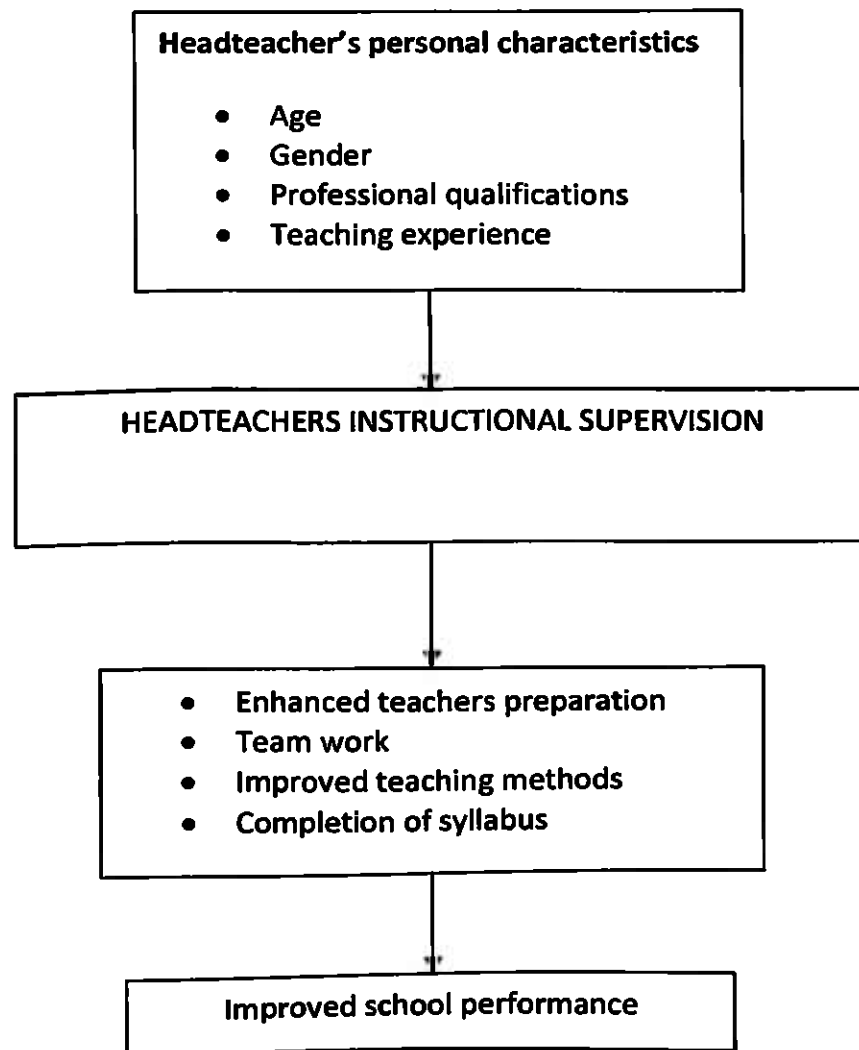 Headteacher's personal characteristics
• Age
• Gender
• Professional qualifications
• Teaching experience
HEADTEACHERS INSTRUCTIONAL SUPERVISION
• Enhanced teachers preparation
• Team work
• Improved teaching methods
• Completion of syllabus
Improved school performance